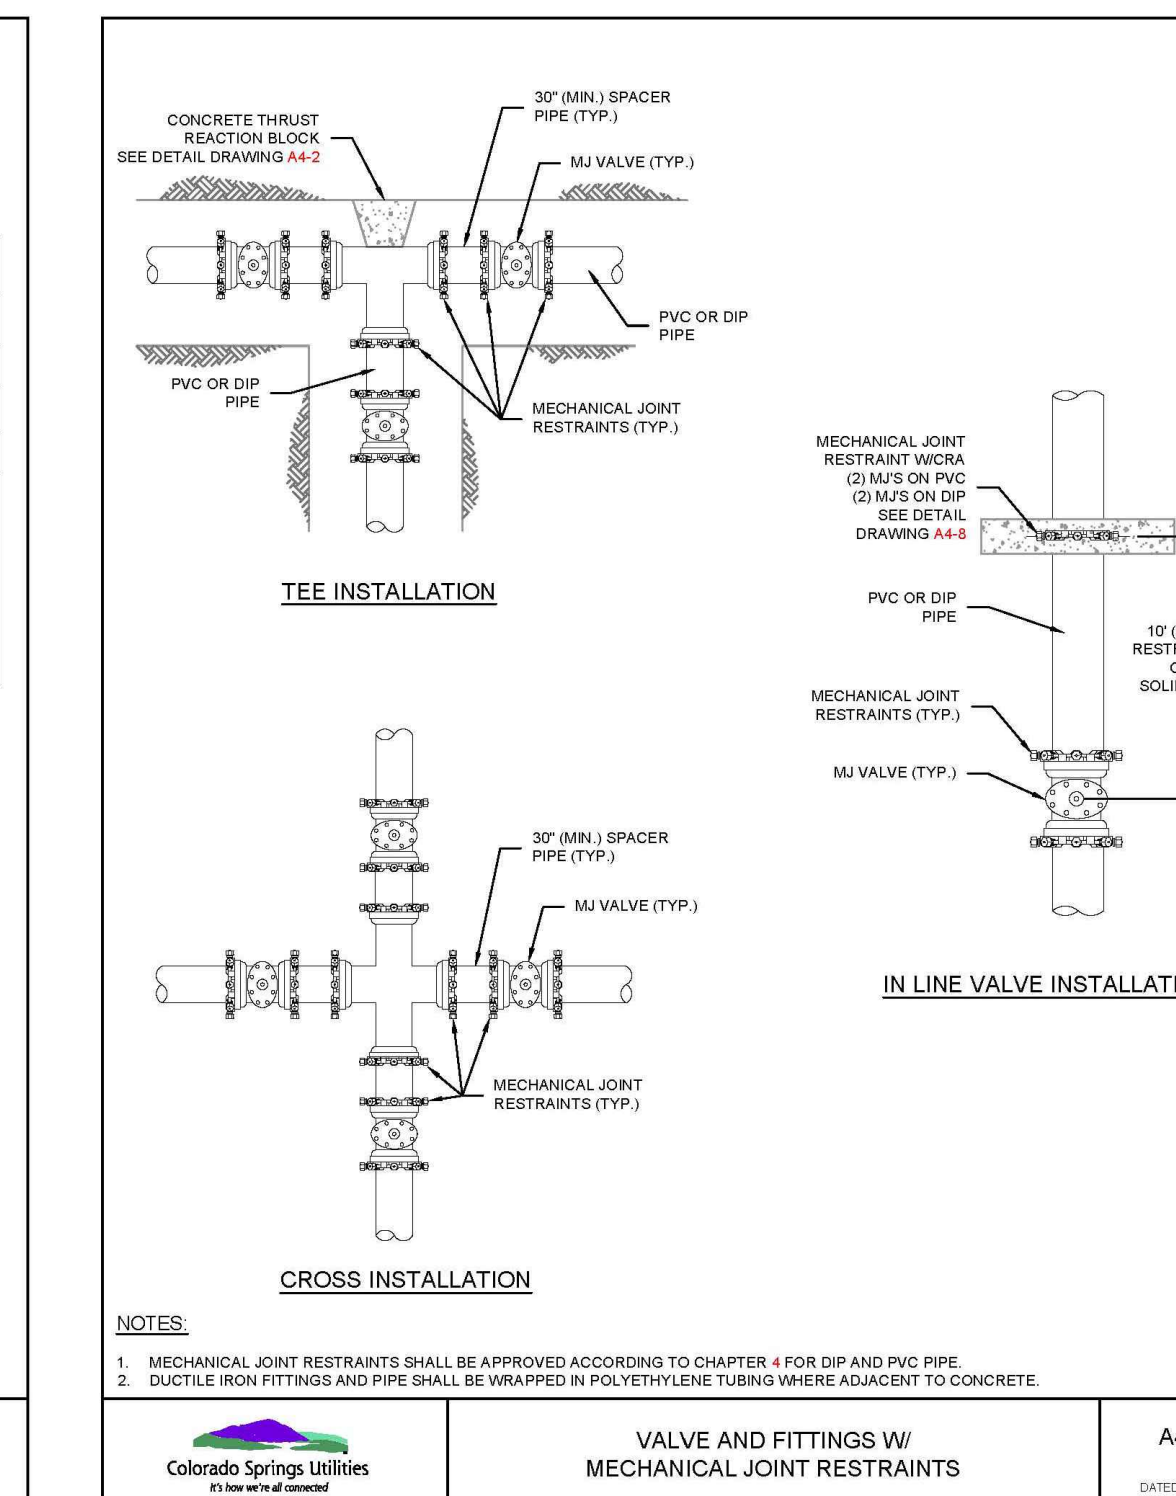 CONCRETE THRUST
REACTION BLOCK
SEE DETAIL DRAWING A4-2
30" (MIN.) SPACER
PIPE (TYP.)
MJ VALVE (TYP.)
PVC OR DIP
PIPE
PVC OR DIP
PIPE
MECHANICAL JOINT
RESTRAINTS (TYP.)
TEE INSTALLATION
MECHANICAL JOINT
RESTRAINT W/CRA
(2) MJ'S ON PVC
(2) MJ'S ON DIP
SEE DETAIL
DRAWING A4-8
PVC OR DIP
PIPE
10' (
MECHANICAL JOINT
RESTRAINTS (TYP.)
MJ VALVE (TYP.)
30" (MIN.) SPACER
PIPE (TYP.)
MJ VALVE (TYP.)
MECHANICAL JOINT
RESTRAINTS (TYP.)
IN LINE VALVE
CROSS INSTALLATION
NOTES:
1. MECHANICAL JOINT RESTRAINTS SHALL BE APPROVED ACCORDING TO CHAPTER 4 FOR DIP AND PVC PIPE.
2. DUCTILE IRON FITTINGS AND PIPE SHALL BE WRAPPED IN POLYETHYLENE TUBING WHERE ADJACENT TO CONCRETE.
Colorado Springs Utilities
It's how we're all connected
VALVE AND FITTINGS W/
MECHANICAL JOINT RESTRAINTS
DATED